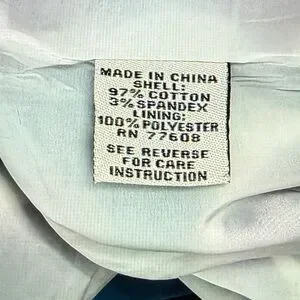 MADE IN CHINA
SHELL:
97% COTTON
3% SPANDEX
LINING:
100% POLYESTER
RN 77608
SEE REVERSE
FOR CARE
INSTRUCTION